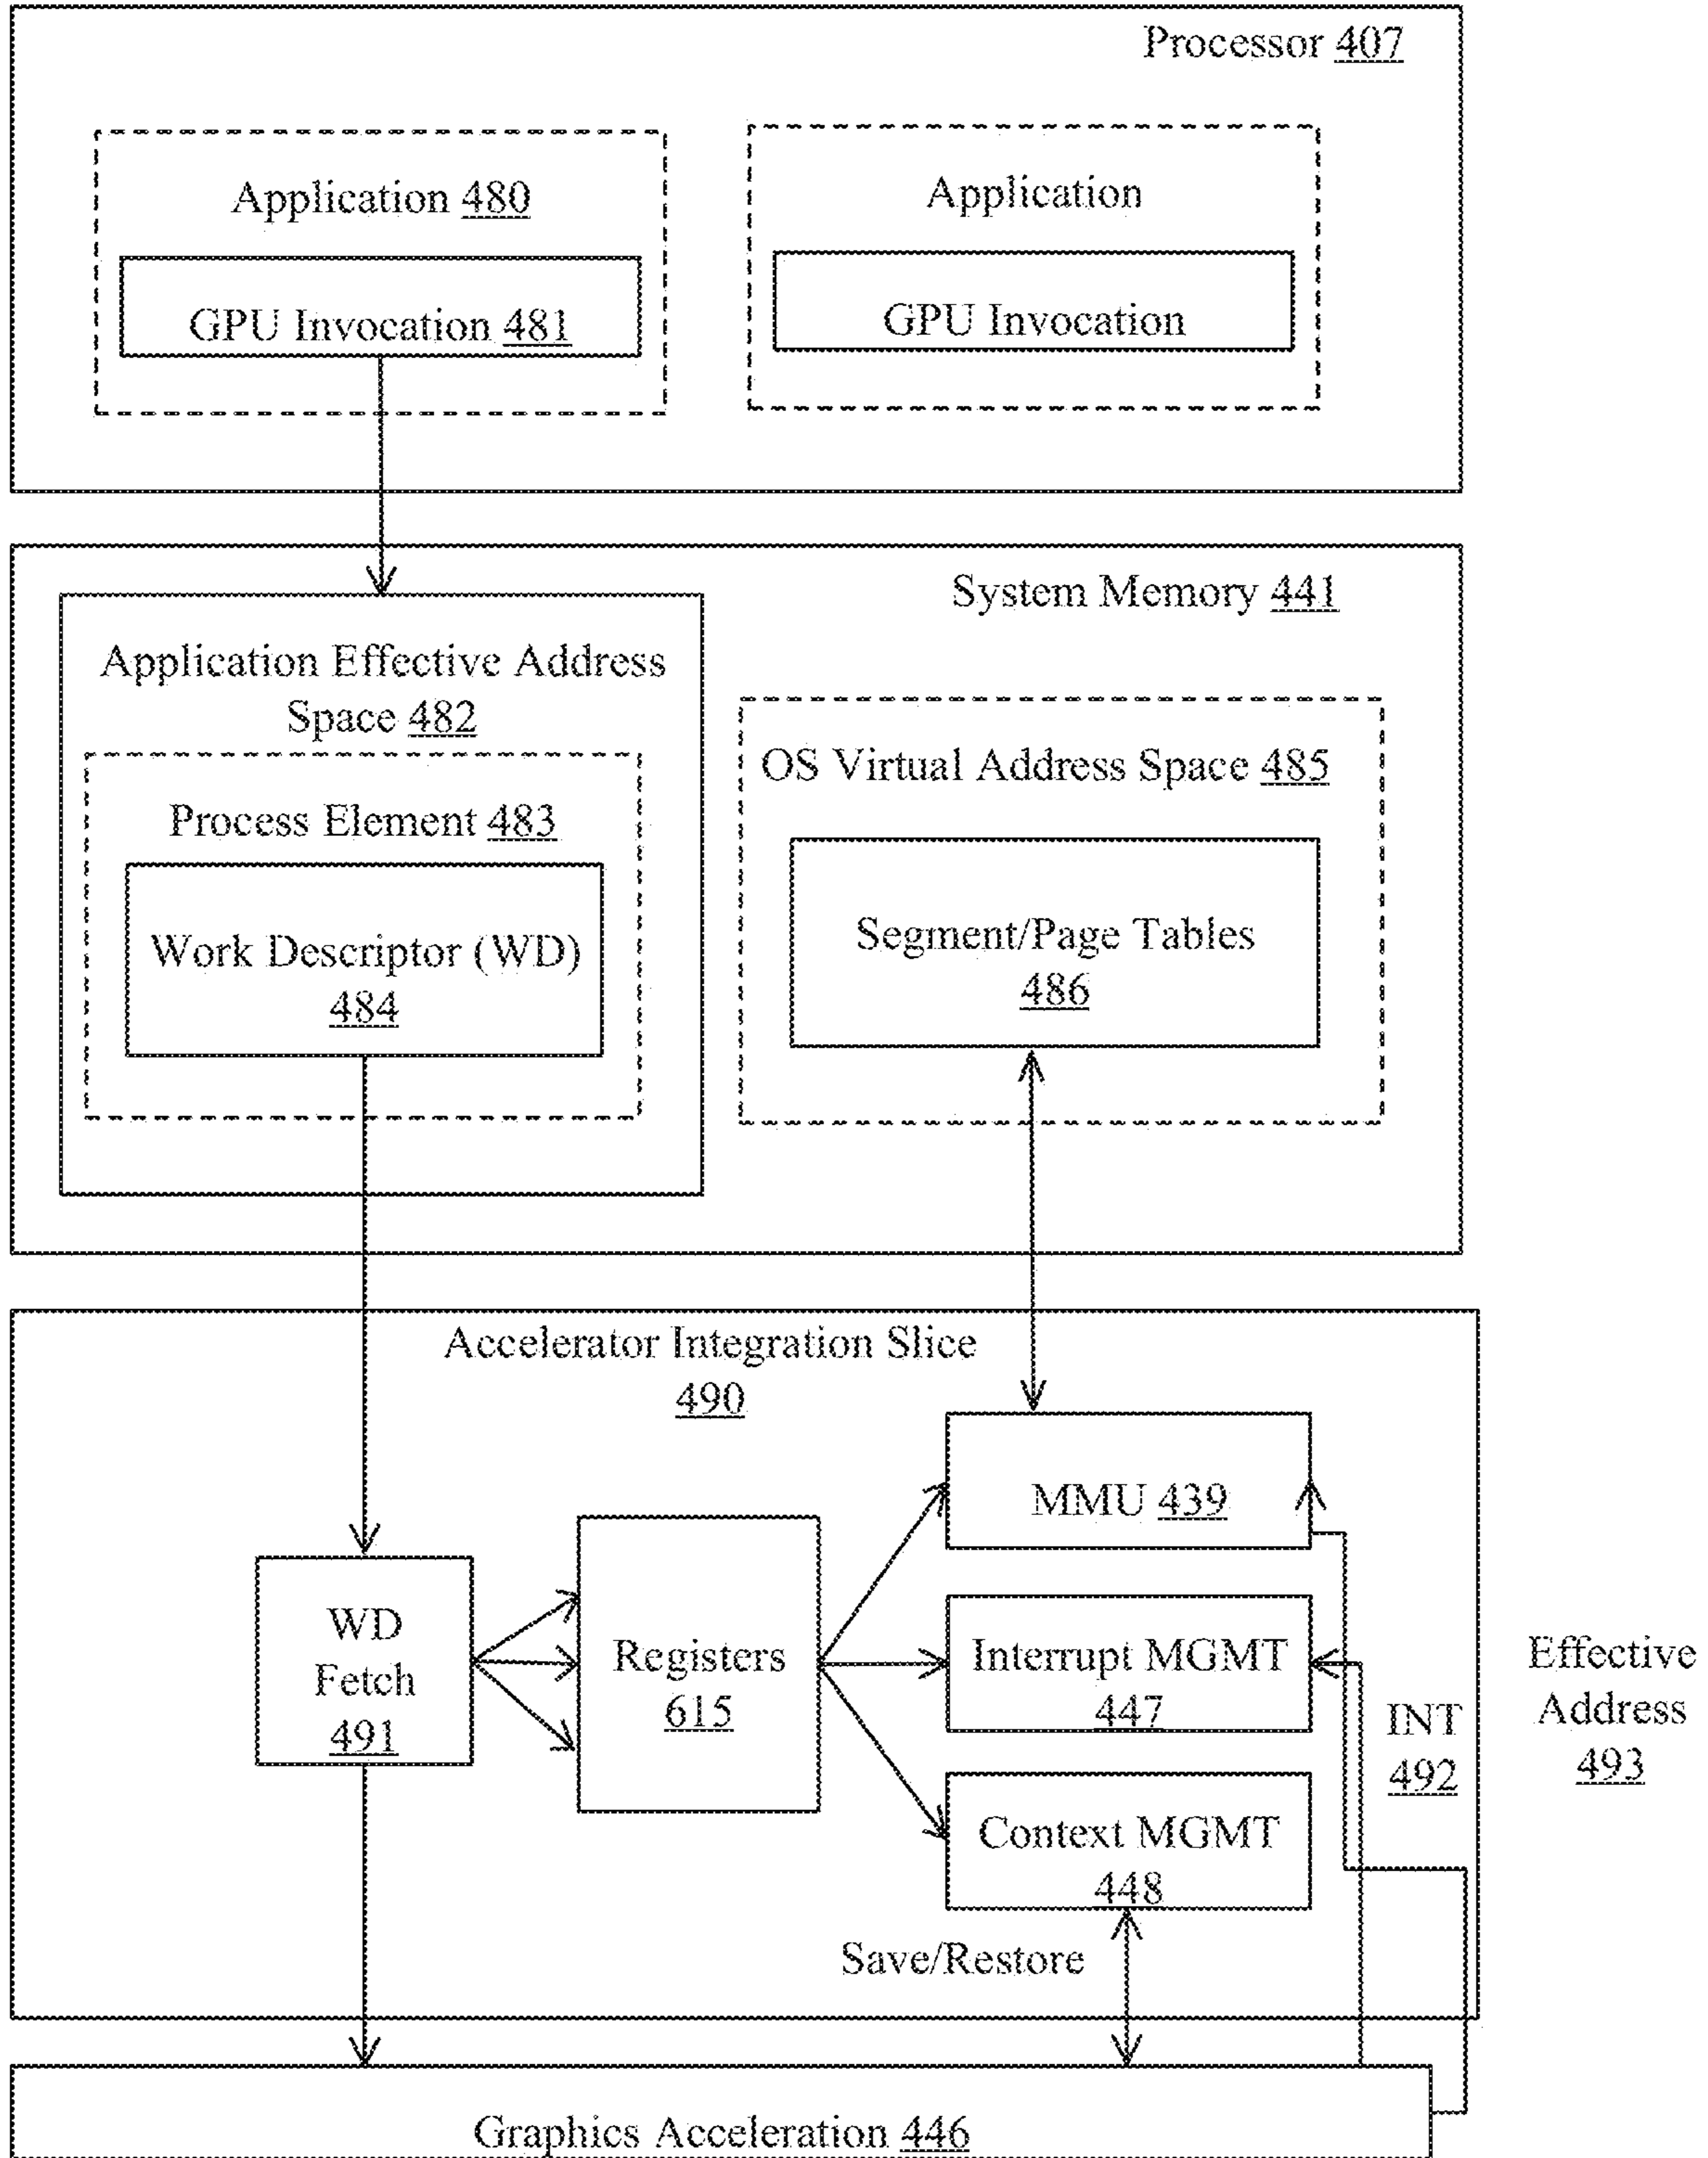 Processor 407
Application 480
Application
GPU Invocation 481
GPU Invocation
System Memory 441
Application Effective Address
Space 482
OS Virtual Address Space 485
Process Element 483
Work Descriptor (WD)
484
Segment/Page Tables
486
Accelerator Integration Slice
490
MMU 439
WD
Fetch
491
Registers
615
Interrupt MGMT
447
Effective
Address
493
INT
492
Context MGMT
448
Save/Restore
Graphics Acceleration 446